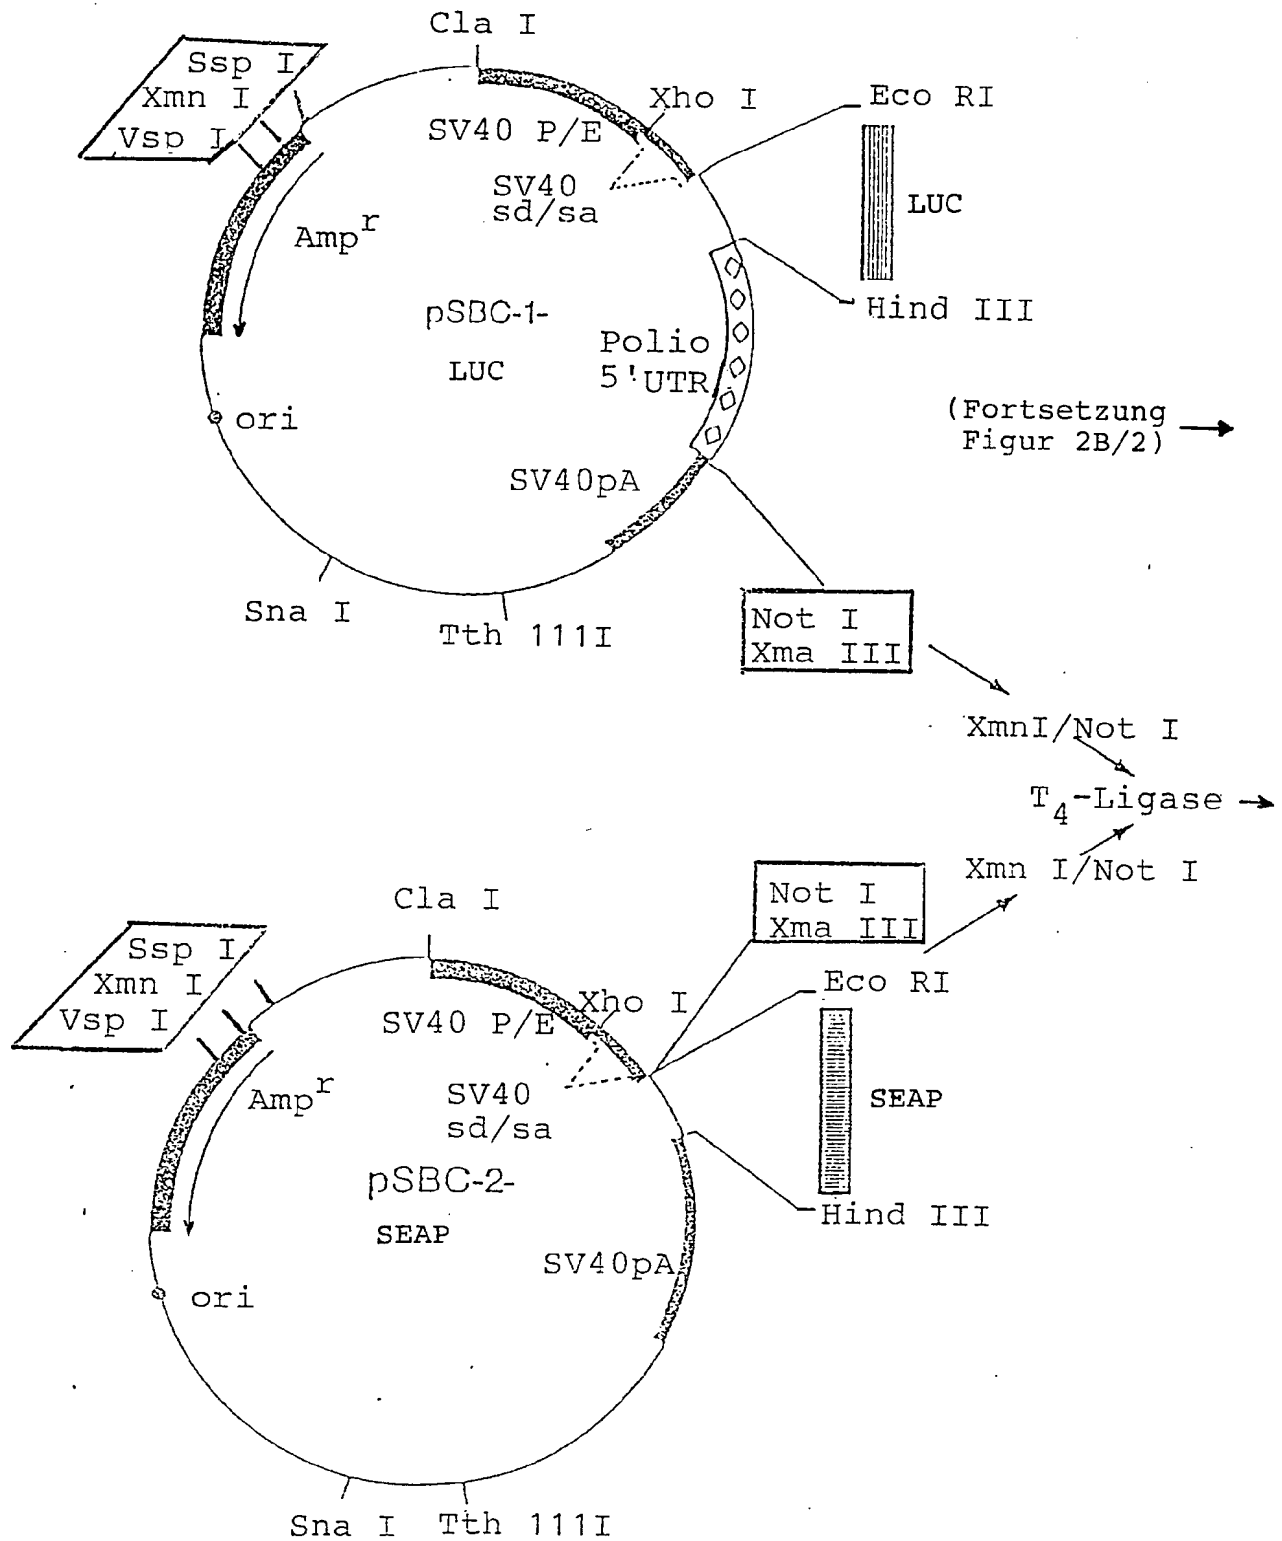 Cla I
Ssp I
Xmn I
Vsp I
Xho I
Eco RI
SV40 P/E
SV40
sd/sa
LUC
Amp^r
pSBC-1-
LUC
Hind III
Polio
5'UTR
ori
(Fortsetzung
Figur 2B/2)
SV40pA
Sna I
Tth 111I
Not I
Xma III
XmnI/Not I
T4-Ligase
Xmn I/Not I
Not I
Xma III
Cla I
Ssp I
Xmn I
Vsp I
Xho I
Eco RI
SV40 P/E
SV40
sd/sa
SEAP
Amp^r
pSBC-2-
SEAP
Hind III
SV40pA
ori
Sna I
Tth 111I